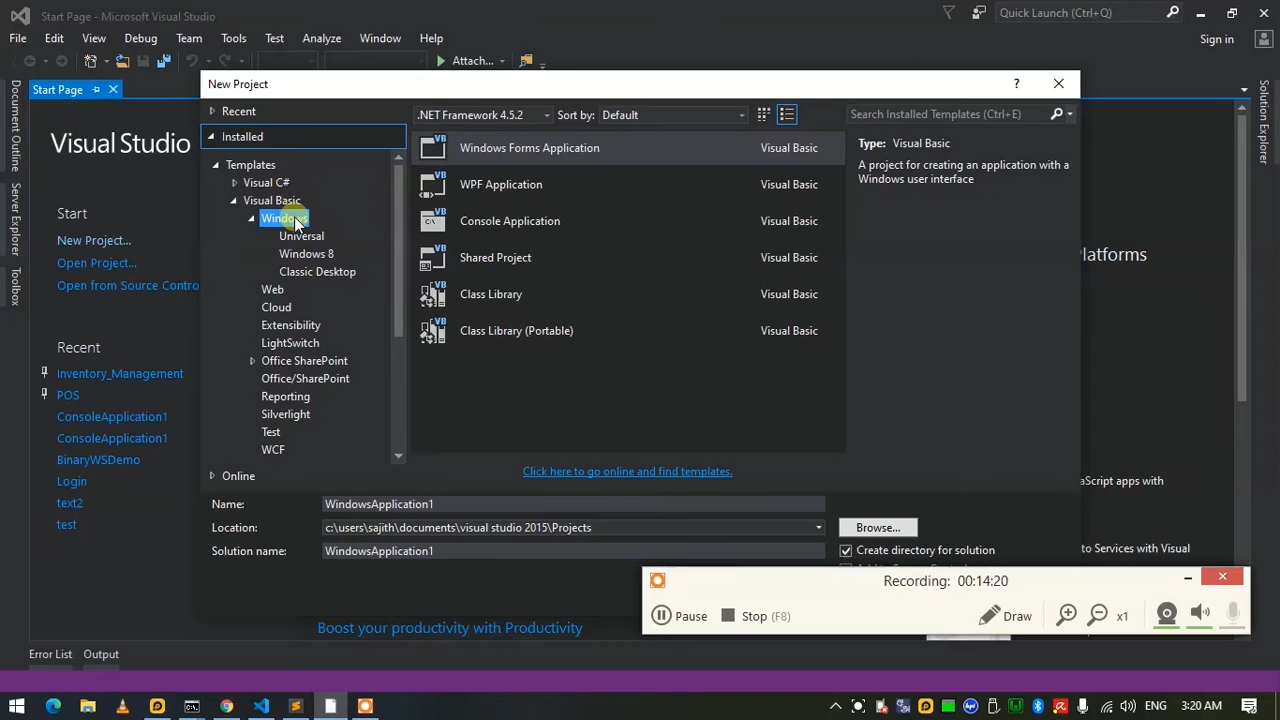 Start Page - Microsoft Visual Studio
Quick Launch (Ctrl+Q)
File Edit View Debug Team Tools Test Analyze Window Help
Sign in
Attach...
Start Page
New Project
Document Outline
Server Explorer
Toolbox
Solution Explorer
Visual Studio
Start
New Project...
Open Project...
Open from Source Contro
Recent
Inventory_Management
POS
ConsoleApplication1
ConsoleApplication1
BinaryWSDemo
Login
text2
test
Recent
Installed
.NET Framework 4.5.2
Sort by: Default
Search Installed Templates (Ctrl+E)
Templates
Visual C#
Visual Basic
Windows
Universal
Windows 8
Classic Desktop
Web
Cloud
Extensibility
LightSwitch
Office SharePoint
Office/SharePoint
Reporting
Silverlight
Test
WCF
Online
VB Windows Forms Application Visual Basic
VB WPF Application Visual Basic
VB Console Application Visual Basic
VB Shared Project Visual Basic
VB Class Library Visual Basic
VB Class Library (Portable) Visual Basic
Type: Visual Basic
A project for creating an application with a
Windows user interface
Click here to go online and find templates.
Name: WindowsApplication1
Location: c:\users\sajith\documents\visual studio 2015\Projects
Browse...
Solution name: WindowsApplication1
Create directory for solution
Platforms
aScript apps with
to Services with Visual
Recording: 00:14:20
Pause
Stop (F8)
Draw
x1
Boost your productivity with Productivity
Error List Output
ENG 3:20 AM